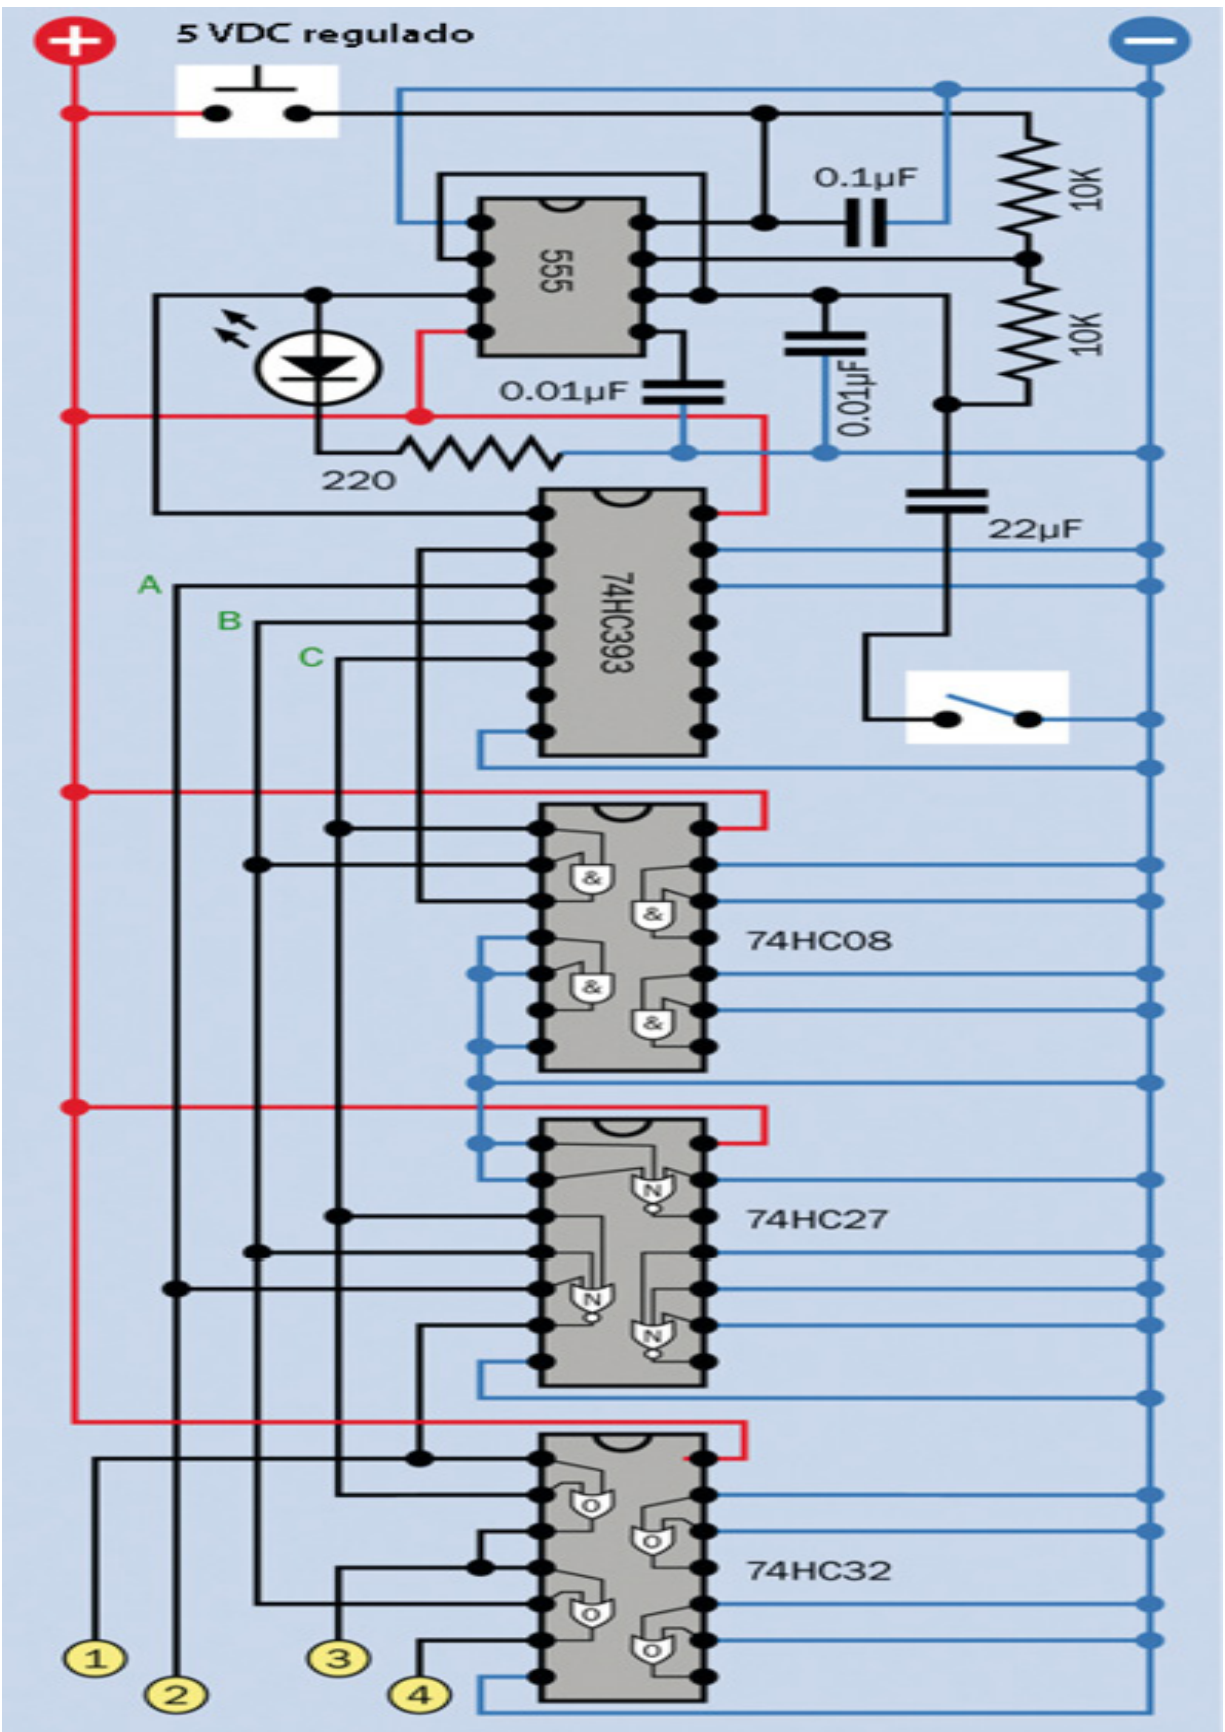 5 VDC regulado
0.1µF
10K
555
10K
0.01µF
0.01µF
220
22µF
A
74HC393
B
C
&
&
74HC08
&
&
N
74HC27
N
N
O
O
74HC32
O
O
1
3
2
4